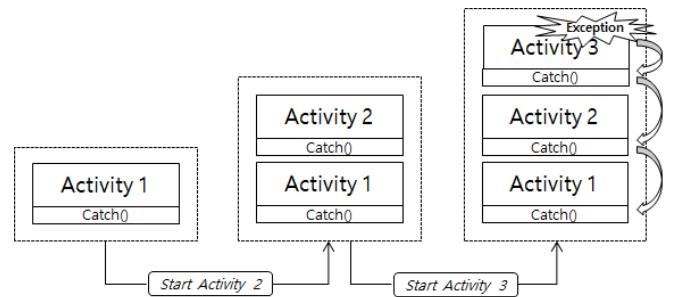 Activity 1
Catch()
Start Activity 2
Activity 2
Catch()
Activity 1
Catch()
Start Activity 3
Exception
Activity 3
Catch()
Activity 2
Catch()
Activity 1
Catch()